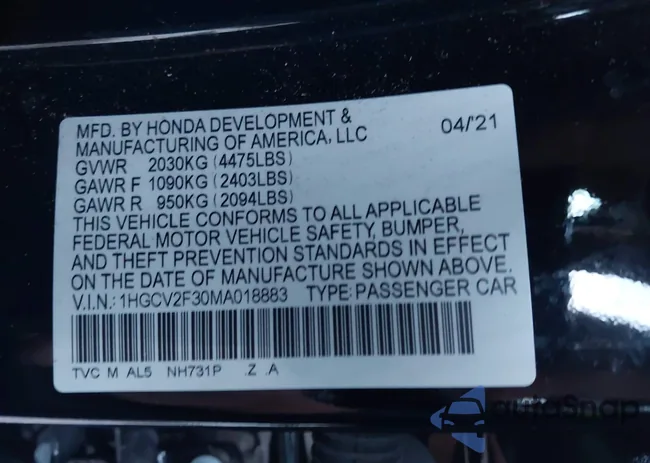 MFD. BY HONDA DEVELOPMENT &
MANUFACTURING OF AMERICA, LLC 04/'21
GVWR 2030KG (4475LBS)
GAWR F 1090KG (2403LBS)
GAWR R 950KG (2094LBS)
THIS VEHICLE CONFORMS TO ALL APPLICABLE
FEDERAL MOTOR VEHICLE SAFETY, BUMPER,
AND THEFT PREVENTION STANDARDS IN EFFECT
ON THE DATE OF MANUFACTURE SHOWN ABOVE.
V.I.N.: 1HGCV2F30MA018883 TYPE: PASSENGER CAR
TVC M AL5 NH731P .Z .A
autoSnap